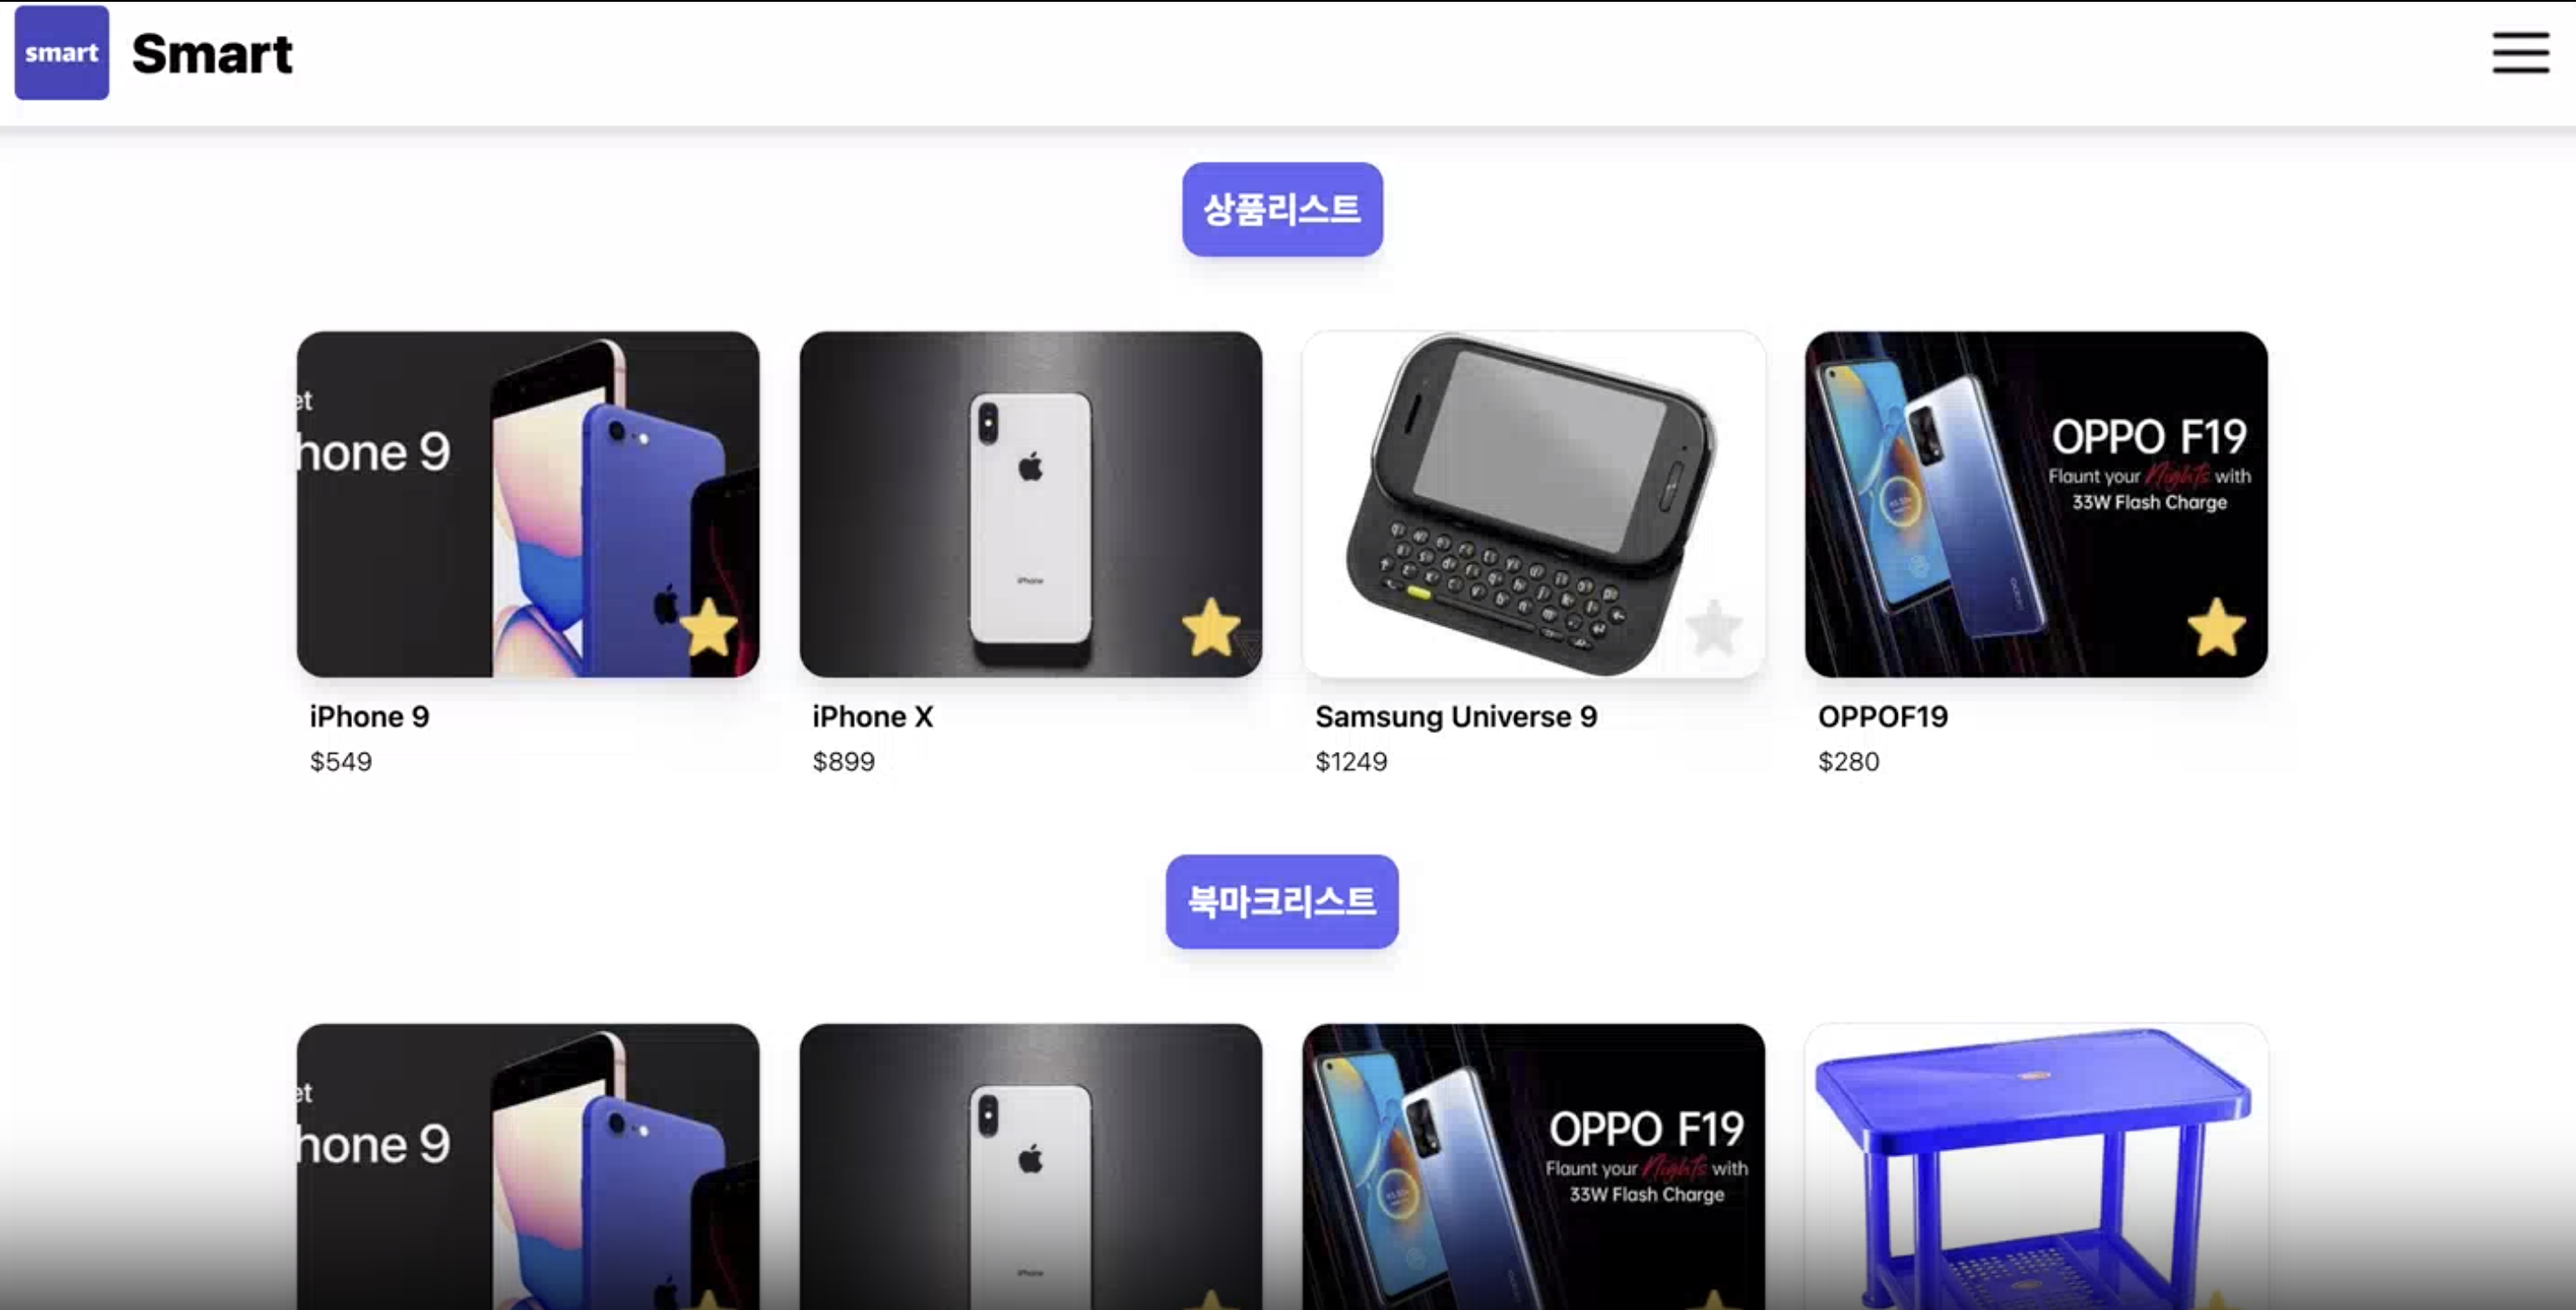 smart
Smart
상품리스트
et
hone 9
iPhone
OPPO F19
Flaunt your Nights with
33W Flash Charge
iPhone 9
$549
iPhone X
$899
Samsung Universe 9
$1249
OPPOF19
$280
북마크리스트
et
hone 9
iPhone
OPPO F19
Flaunt your Nights with
33W Flash Charge